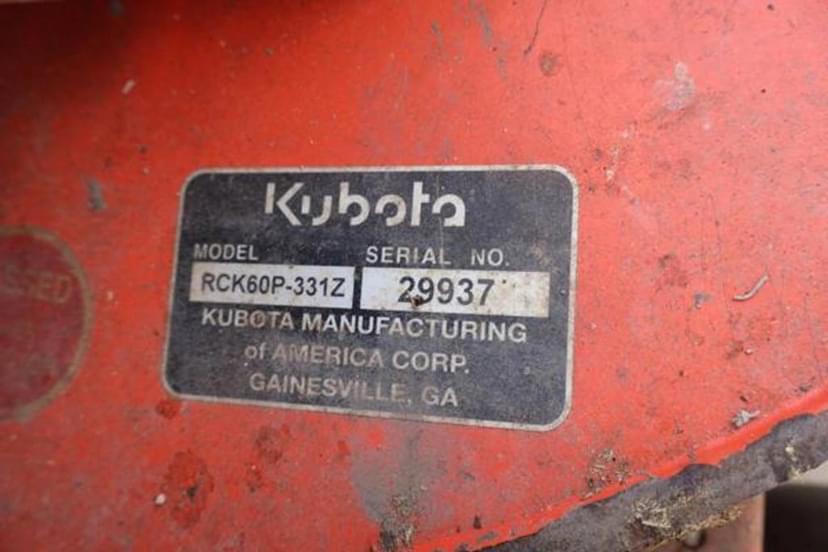 Kubota
MODEL SERIAL NO.
RCK60P-331Z 29937
KUBOTA MANUFACTURING
of AMERICA CORP.
GAINESVILLE, GA